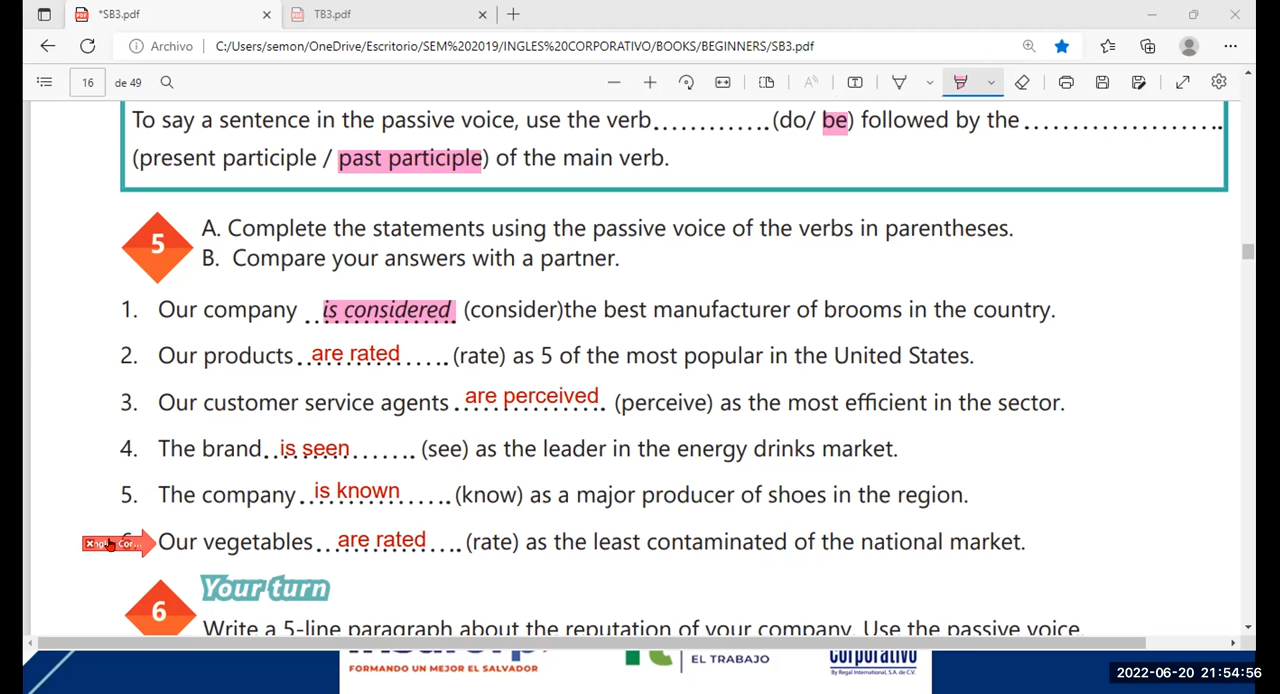 *SB3.pdf
TB3.pdf
Archivo C:/Users/semon/OneDrive/Escritorio/SEM%202019/INGLES%20CORPORATIVO/BOOKS/BEGINNERS/SB3.pdf
16 de 49
To say a sentence in the passive voice, use the verb.............(do/ be) followed by the ......................
(present participle / past participle) of the main verb.
5 A. Complete the statements using the passive voice of the verbs in parentheses.
B. Compare your answers with a partner.
1. Our company ..is considered (consider)the best manufacturer of brooms in the country.
2. Our products are rated (rate) as 5 of the most popular in the United States.
3. Our customer service agents are perceived (perceive) as the most efficient in the sector.
4. The brand is seen (see) as the leader in the energy drinks market.
5. The company is known (know) as a major producer of shoes in the region.
Our vegetables are rated (rate) as the least contaminated of the national market.
6 Your turn
Write a 5-line paragraph about the reputation of your company. Use the passive voice.
FORMANDO UN MEJOR EL SALVADOR
EL TRABAJO
corporativo
By Regal International, S.A. de C.V.
2022-06-20 21:54:56